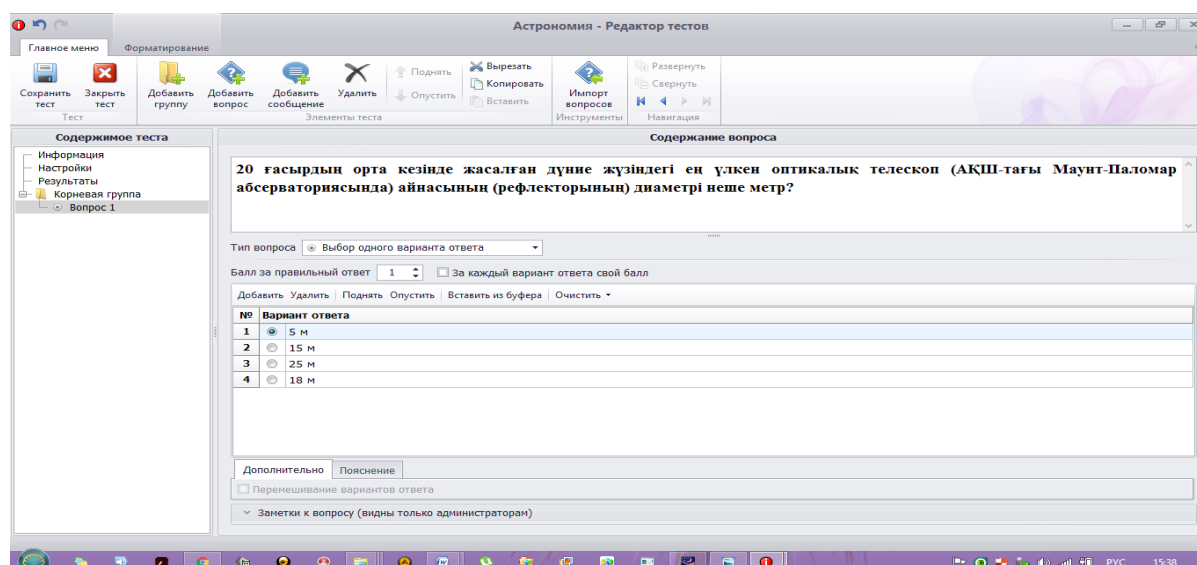 Астрономия - Редактор тестов
Главное меню Форматирование
Сохранить тест
Закрыть тест
Добавить группу
Добавить вопрос
Добавить сообщение
Удалить
Поднять
Опустить
Вырезать
Копировать
Вставить
Импорт вопросов
Развернуть
Свернуть
Тест
Элементы теста
Инструменты
Навигация
Содержимое теста
Информация
Настройки
Результаты
Корневая группа
Вопрос 1
Содержание вопроса
20 ғасырдың орта кезінде жасалған дүние жүзіндегі ең үлкен оптикалық телескоп (АҚШ-тағы Маунт-Паломар
абсерваториясында) айнасының (рефлекторының) диаметрі неше метр?
Тип вопроса Выбор одного варианта ответа
Балл за правильный ответ 1 За каждый вариант ответа свой балл
Добавить Удалить Поднять Опустить Вставить из буфера Очистить
№ Вариант ответа
1 5 м
2 15 м
3 25 м
4 18 м
Дополнительно Пояснение
Перемешивание вариантов ответа
Заметки к вопросу (видны только администраторам)
РУС 15:38